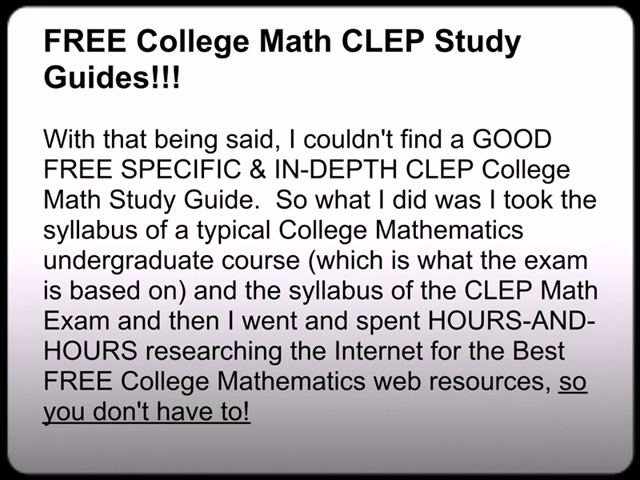 FREE College Math CLEP Study
Guides!!!
With that being said, I couldn't find a GOOD
FREE SPECIFIC & IN-DEPTH CLEP College
Math Study Guide.  So what I did was I took the
syllabus of a typical College Mathematics
undergraduate course (which is what the exam
is based on) and the syllabus of the CLEP Math
Exam and then I went and spent HOURS-AND-
HOURS researching the Internet for the Best
FREE College Mathematics web resources, so
you don't have to!